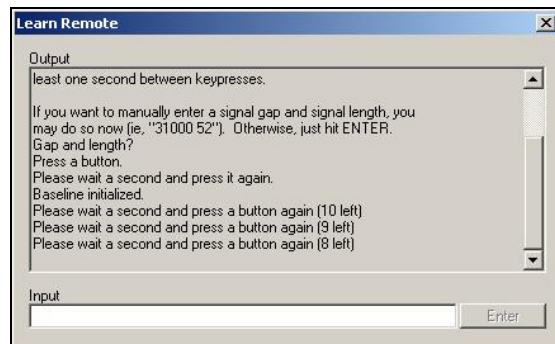 Learn Remote
Output
least one second between keypresses.
If you want to manually enter a signal gap and signal length, you
may do so now (ie, "31000 52"). Otherwise, just hit ENTER.
Gap and length?
Press a button.
Please wait a second and press it again.
Baseline initialized.
Please wait a second and press a button again (10 left)
Please wait a second and press a button again (9 left)
Please wait a second and press a button again (8 left)
Input
Enter